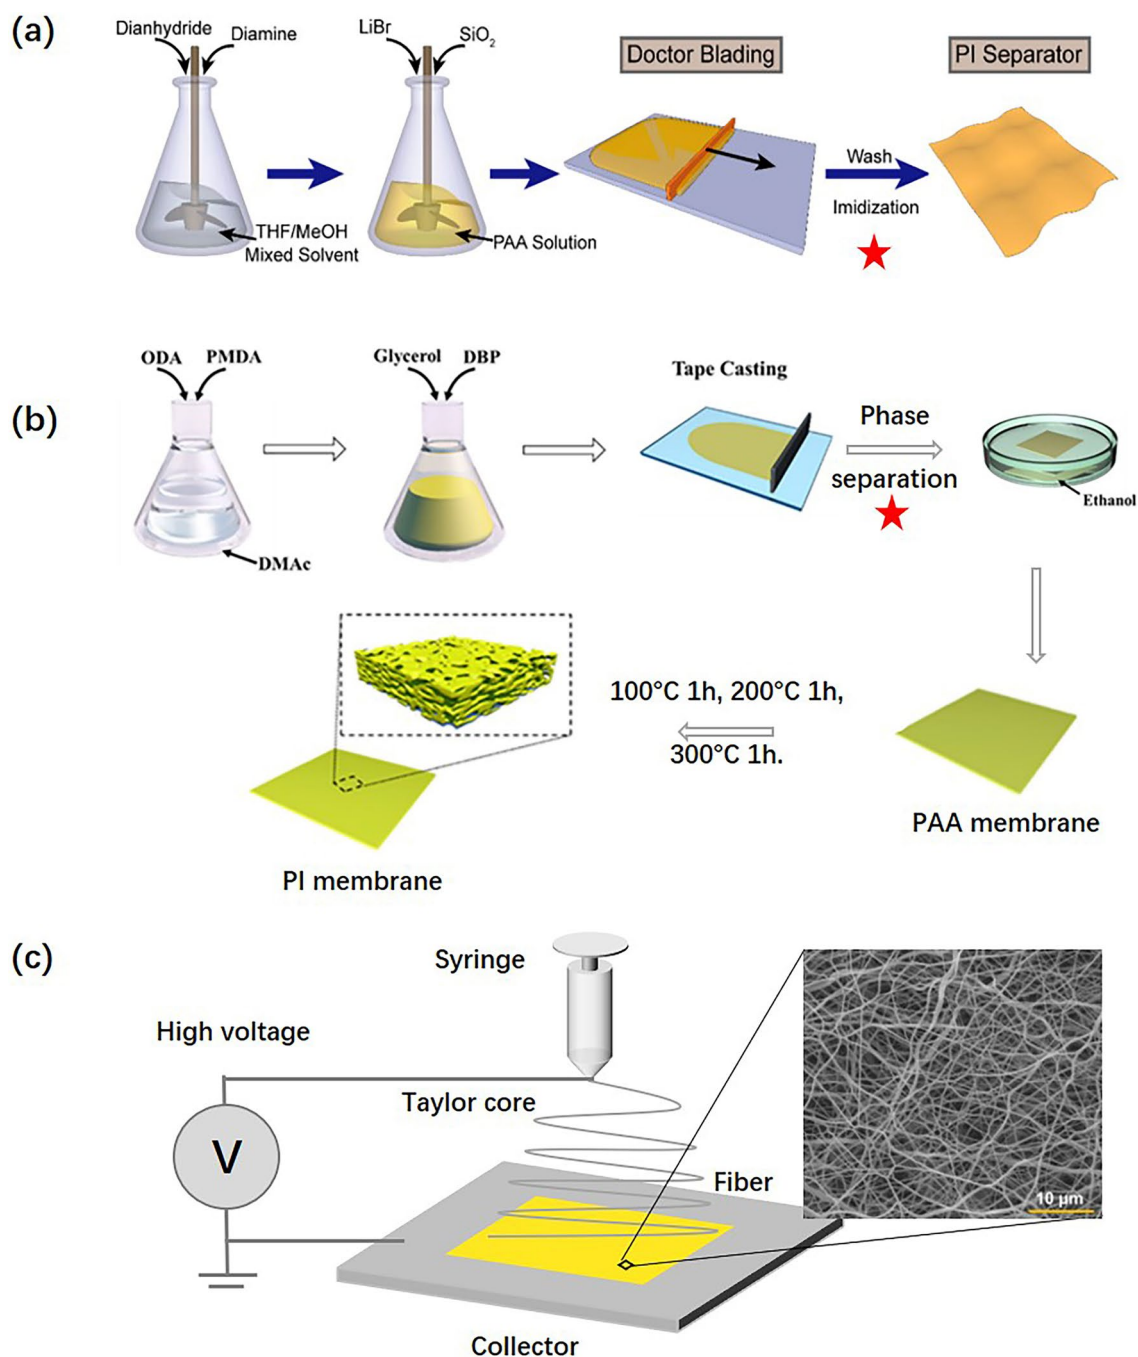 (a)
Dianhydride
Diamine
THF/MeOH
Mixed Solvent
LiBr
SiO2
PAA Solution
Doctor Blading
Wash
Imidization
PI Separator
(b)
ODA PMDA
DMAc
Glycerol DBP
Tape Casting
Phase
separation
Ethanol
PAA membrane
100°C 1h, 200°C 1h,
300°C 1h.
PI membrane
(c)
Syringe
High voltage
Taylor core
V
Fiber
10 μm
Collector